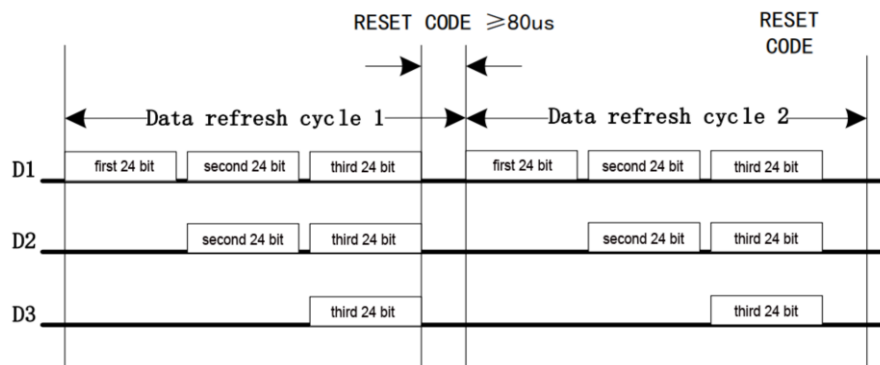 RESET CODE ≥80us
RESET
CODE
Data refresh cycle 1
Data refresh cycle 2
D1
first 24 bit
second 24 bit
third 24 bit
first 24 bit
second 24 bit
third 24 bit
D2
second 24 bit
third 24 bit
second 24 bit
third 24 bit
D3
third 24 bit
third 24 bit